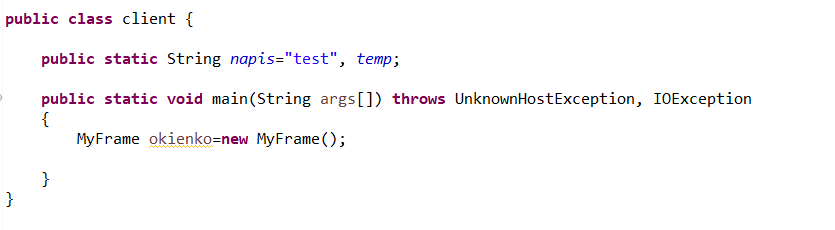 public class client {
public static String napis="test", temp;
public static void main(String args[]) throws UnknownHostException, IOException
{
MyFrame okienko=new MyFrame();
}
}